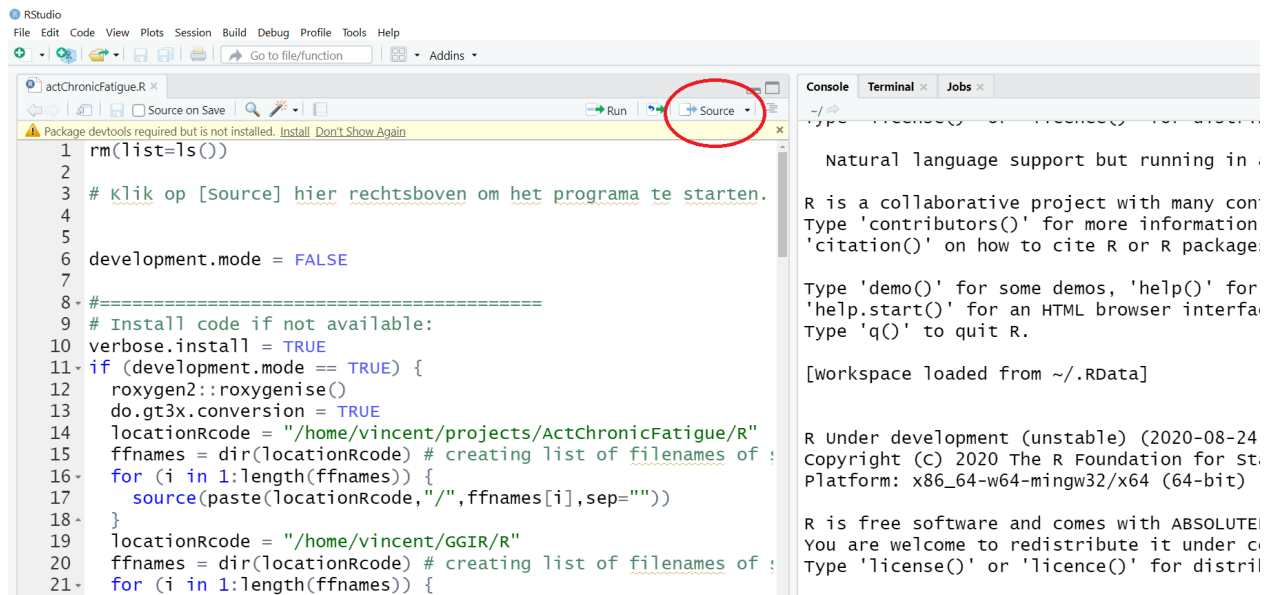 RStudio
File Edit Code View Plots Session Build Debug Profile Tools Help
Go to file/function Addins
actChronicFatigue.R
Source on Save Run Source
Package devtools required but is not installed. Install Don't Show Again
1 rm(list=ls())
2
3 # Klik op [Source] hier rechtsboven om het programa te starten.
4
5
6 development.mode = FALSE
7
8 #=========================================
9 # Install code if not available:
10 verbose.install = TRUE
11 if (development.mode == TRUE) {
12 roxygen2::roxygenise()
13 do.gt3x.conversion = TRUE
14 locationRcode = "/home/vincent/projects/ActChronicFatigue/R"
15 ffnames = dir(locationRcode) # creating list of filenames of
16 for (i in 1:length(ffnames)) {
17 source(paste(locationRcode,"/",ffnames[i],sep=""))
18 }
19 locationRcode = "/home/vincent/GGIR/R"
20 ffnames = dir(locationRcode) # creating list of filenames of
21 for (i in 1:length(ffnames)) {
Console Terminal Jobs
~/
Natural language support but running in
R is a collaborative project with many con
Type 'contributors()' for more information
'citation()' on how to cite R or R package
Type 'demo()' for some demos, 'help()' for
'help.start()' for an HTML browser interfa
Type 'q()' to quit R.
[Workspace loaded from ~/.RData]
R Under development (unstable) (2020-08-24
Copyright (C) 2020 The R Foundation for St
Platform: x86_64-w64-mingw32/x64 (64-bit)
R is free software and comes with ABSOLUTE
You are welcome to redistribute it under c
Type 'license()' or 'licence()' for distri